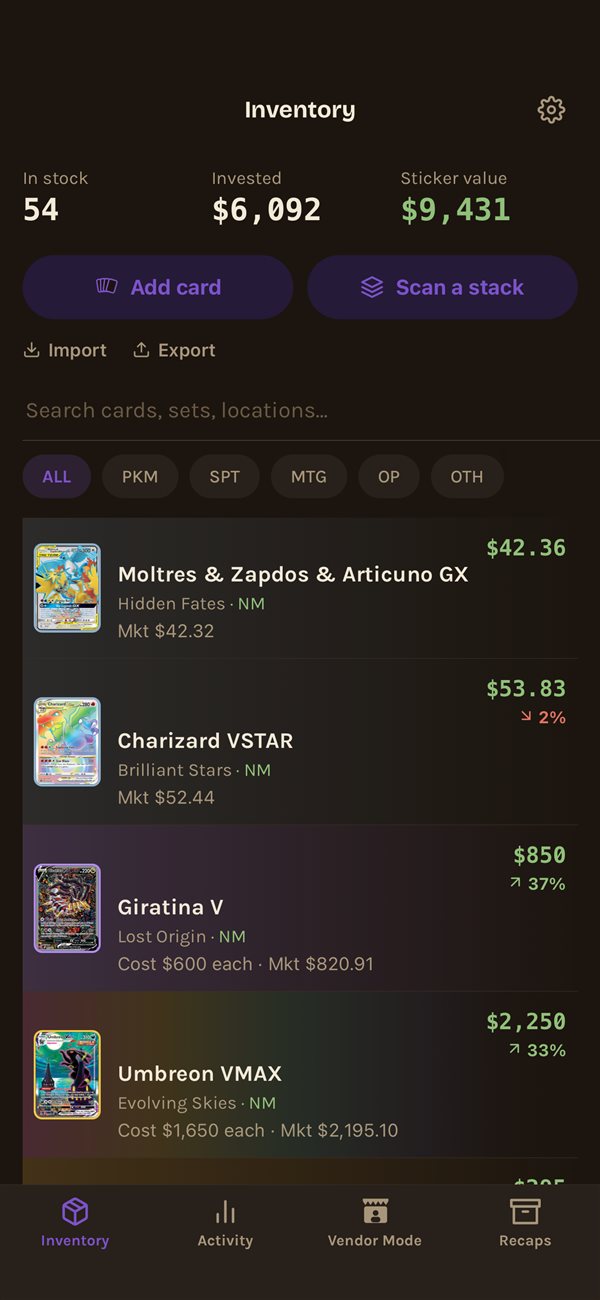 Inventory
In stock
Invested
Sticker value
54
$6,092
$9,431
Add card
Scan a stack
Import
Export
Search cards, sets, locations...
ALL
PKM
SPT
MTG
OP
OTH
$42.36
Moltres & Zapdos & Articuno GX
Hidden Fates · NM
Mkt $42.32
$53.83
↘ 2%
Charizard VSTAR
Brilliant Stars · NM
Mkt $52.44
$850
↗ 37%
Giratina V
Lost Origin · NM
Cost $600 each · Mkt $820.91
$2,250
↗ 33%
Umbreon VMAX
Evolving Skies · NM
Cost $1,650 each · Mkt $2,195.10
Inventory
Activity
Vendor Mode
Recaps